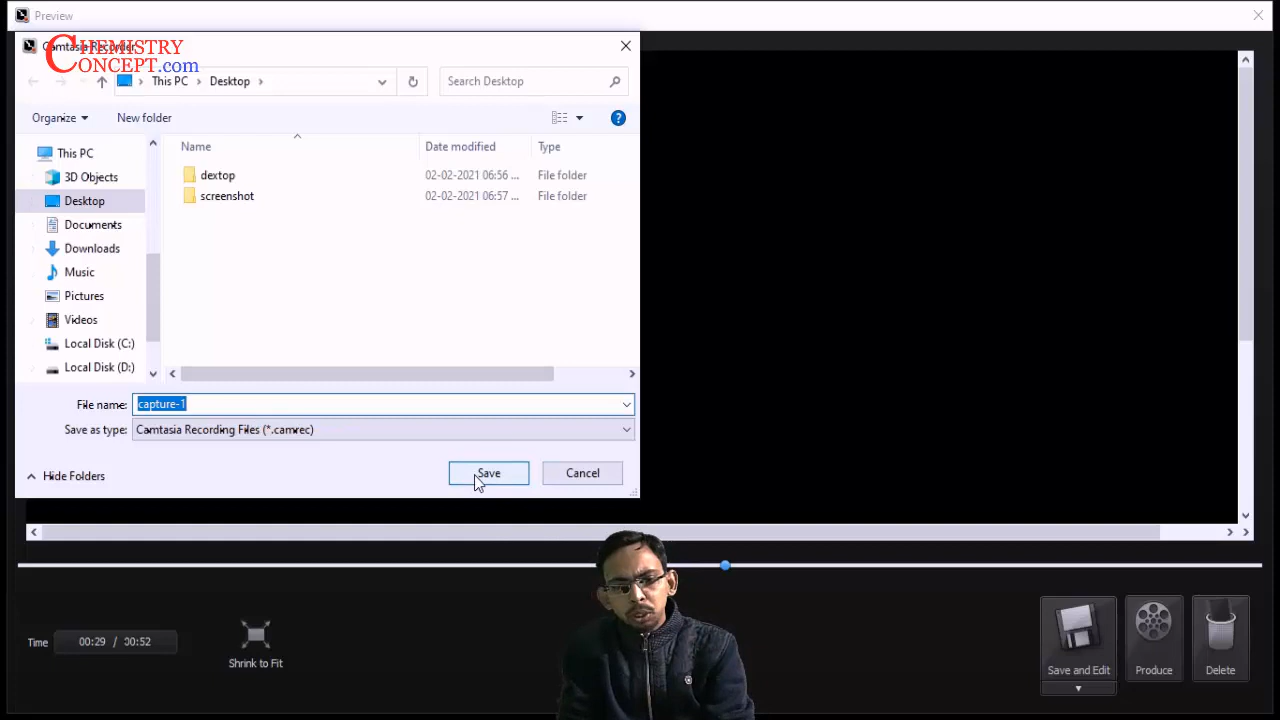 Preview
Camtasia Recorder
CHEMISTRY
CONCEPT.com
This PC
Desktop
Search Desktop
Organize
New folder
Name
Date modified
Type
This PC
3D Objects
Desktop
Documents
Downloads
Music
Pictures
Videos
Local Disk (C:)
Local Disk (D:)
dextop
02-02-2021 06:56 ...
File folder
screenshot
02-02-2021 06:57 ...
File folder
File name:
capture-1
Save as type:
Camtasia Recording Files (*.camrec)
Hide Folders
Save
Cancel
Time
00:29 / 00:52
Shrink to Fit
Save and Edit
Produce
Delete